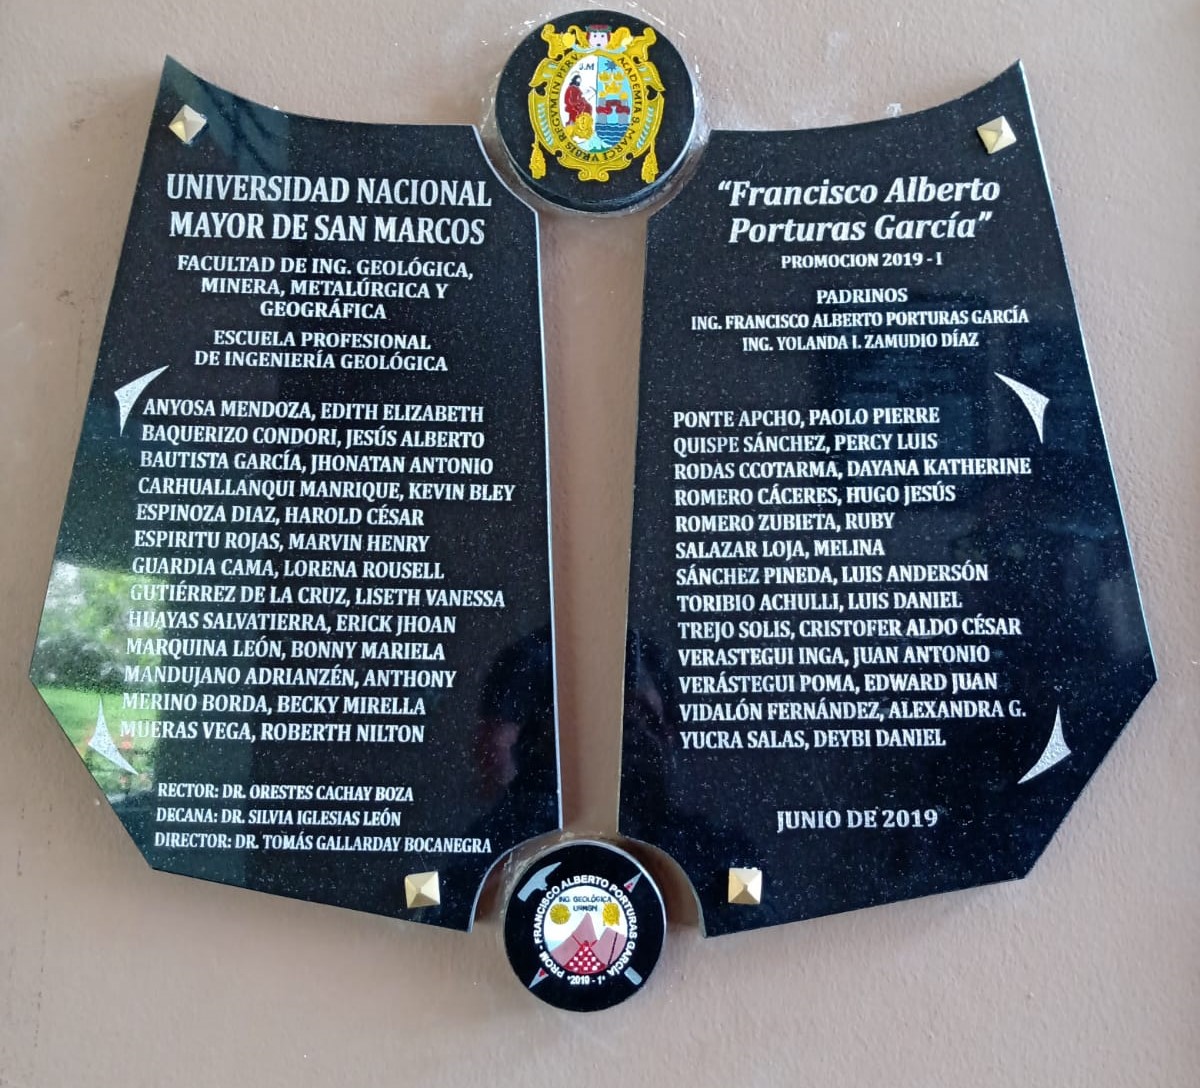 J.M
ACADEMIA S. MARCI VRBIS REGVM IN PERV
UNIVERSIDAD NACIONAL
MAYOR DE SAN MARCOS
FACULTAD DE ING. GEOLÓGICA,
MINERA, METALÚRGICA Y
GEOGRÁFICA
ESCUELA PROFESIONAL
DE INGENIERÍA GEOLÓGICA
ANYOSA MENDOZA, EDITH ELIZABETH
BAQUERIZO CONDORI, JESÚS ALBERTO
BAUTISTA GARCÍA, JHONATAN ANTONIO
CARHUALLANQUI MANRIQUE, KEVIN BLEY
ESPINOZA DIAZ, HAROLD CÉSAR
ESPIRITU ROJAS, MARVIN HENRY
GUARDIA CAMA, LORENA ROUSELL
GUTIÉRREZ DE LA CRUZ, LISETH VANESSA
HUAYAS SALVATIERRA, ERICK JHOAN
MARQUINA LEÓN, BONNY MARIELA
MANDUJANO ADRIANZÉN, ANTHONY
MERINO BORDA, BECKY MIRELLA
MUERAS VEGA, ROBERTH NILTON
RECTOR: DR. ORESTES CACHAY BOZA
DECANA: DR. SILVIA IGLESIAS LEÓN
DIRECTOR: DR. TOMÁS GALLARDAY BOCANEGRA
“Francisco Alberto
Porturas García”
PROMOCION 2019 - I
PADRINOS
ING. FRANCISCO ALBERTO PORTURAS GARCÍA
ING. YOLANDA I. ZAMUDIO DÍAZ
PONTE APCHO, PAOLO PIERRE
QUISPE SÁNCHEZ, PERCY LUIS
RODAS CCOTARMA, DAYANA KATHERINE
ROMERO CÁCERES, HUGO JESÚS
ROMERO ZUBIETA, RUBY
SALAZAR LOJA, MELINA
SÁNCHEZ PINEDA, LUIS ANDERSÓN
TORIBIO ACHULLI, LUIS DANIEL
TREJO SOLIS, CRISTOFER ALDO CÉSAR
VERASTEGUI INGA, JUAN ANTONIO
VERÁSTEGUI POMA, EDWARD JUAN
VIDALÓN FERNÁNDEZ, ALEXANDRA G.
YUCRA SALAS, DEYBI DANIEL
JUNIO DE 2019
PROM - FRANCISCO ALBERTO PORTURAS GARCÍA
ING. GEOLÓGICA
*2019 - I*